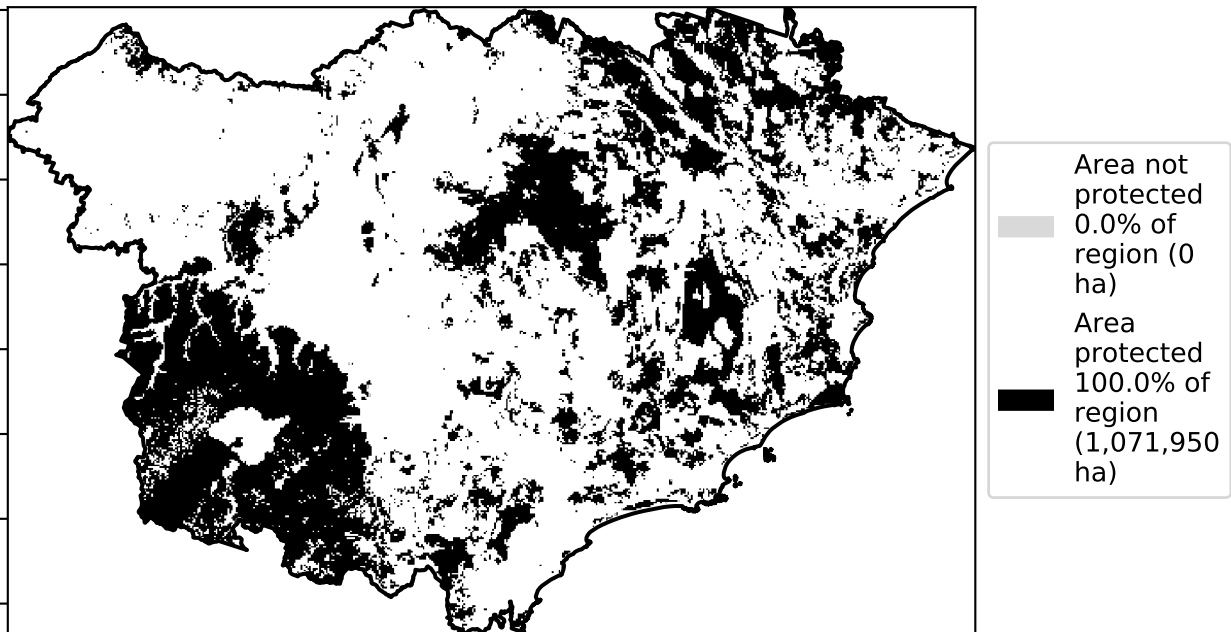 Area not
protected
0.0% of
region (0
ha)
Area
protected
100.0% of
region
(1,071,950
ha)